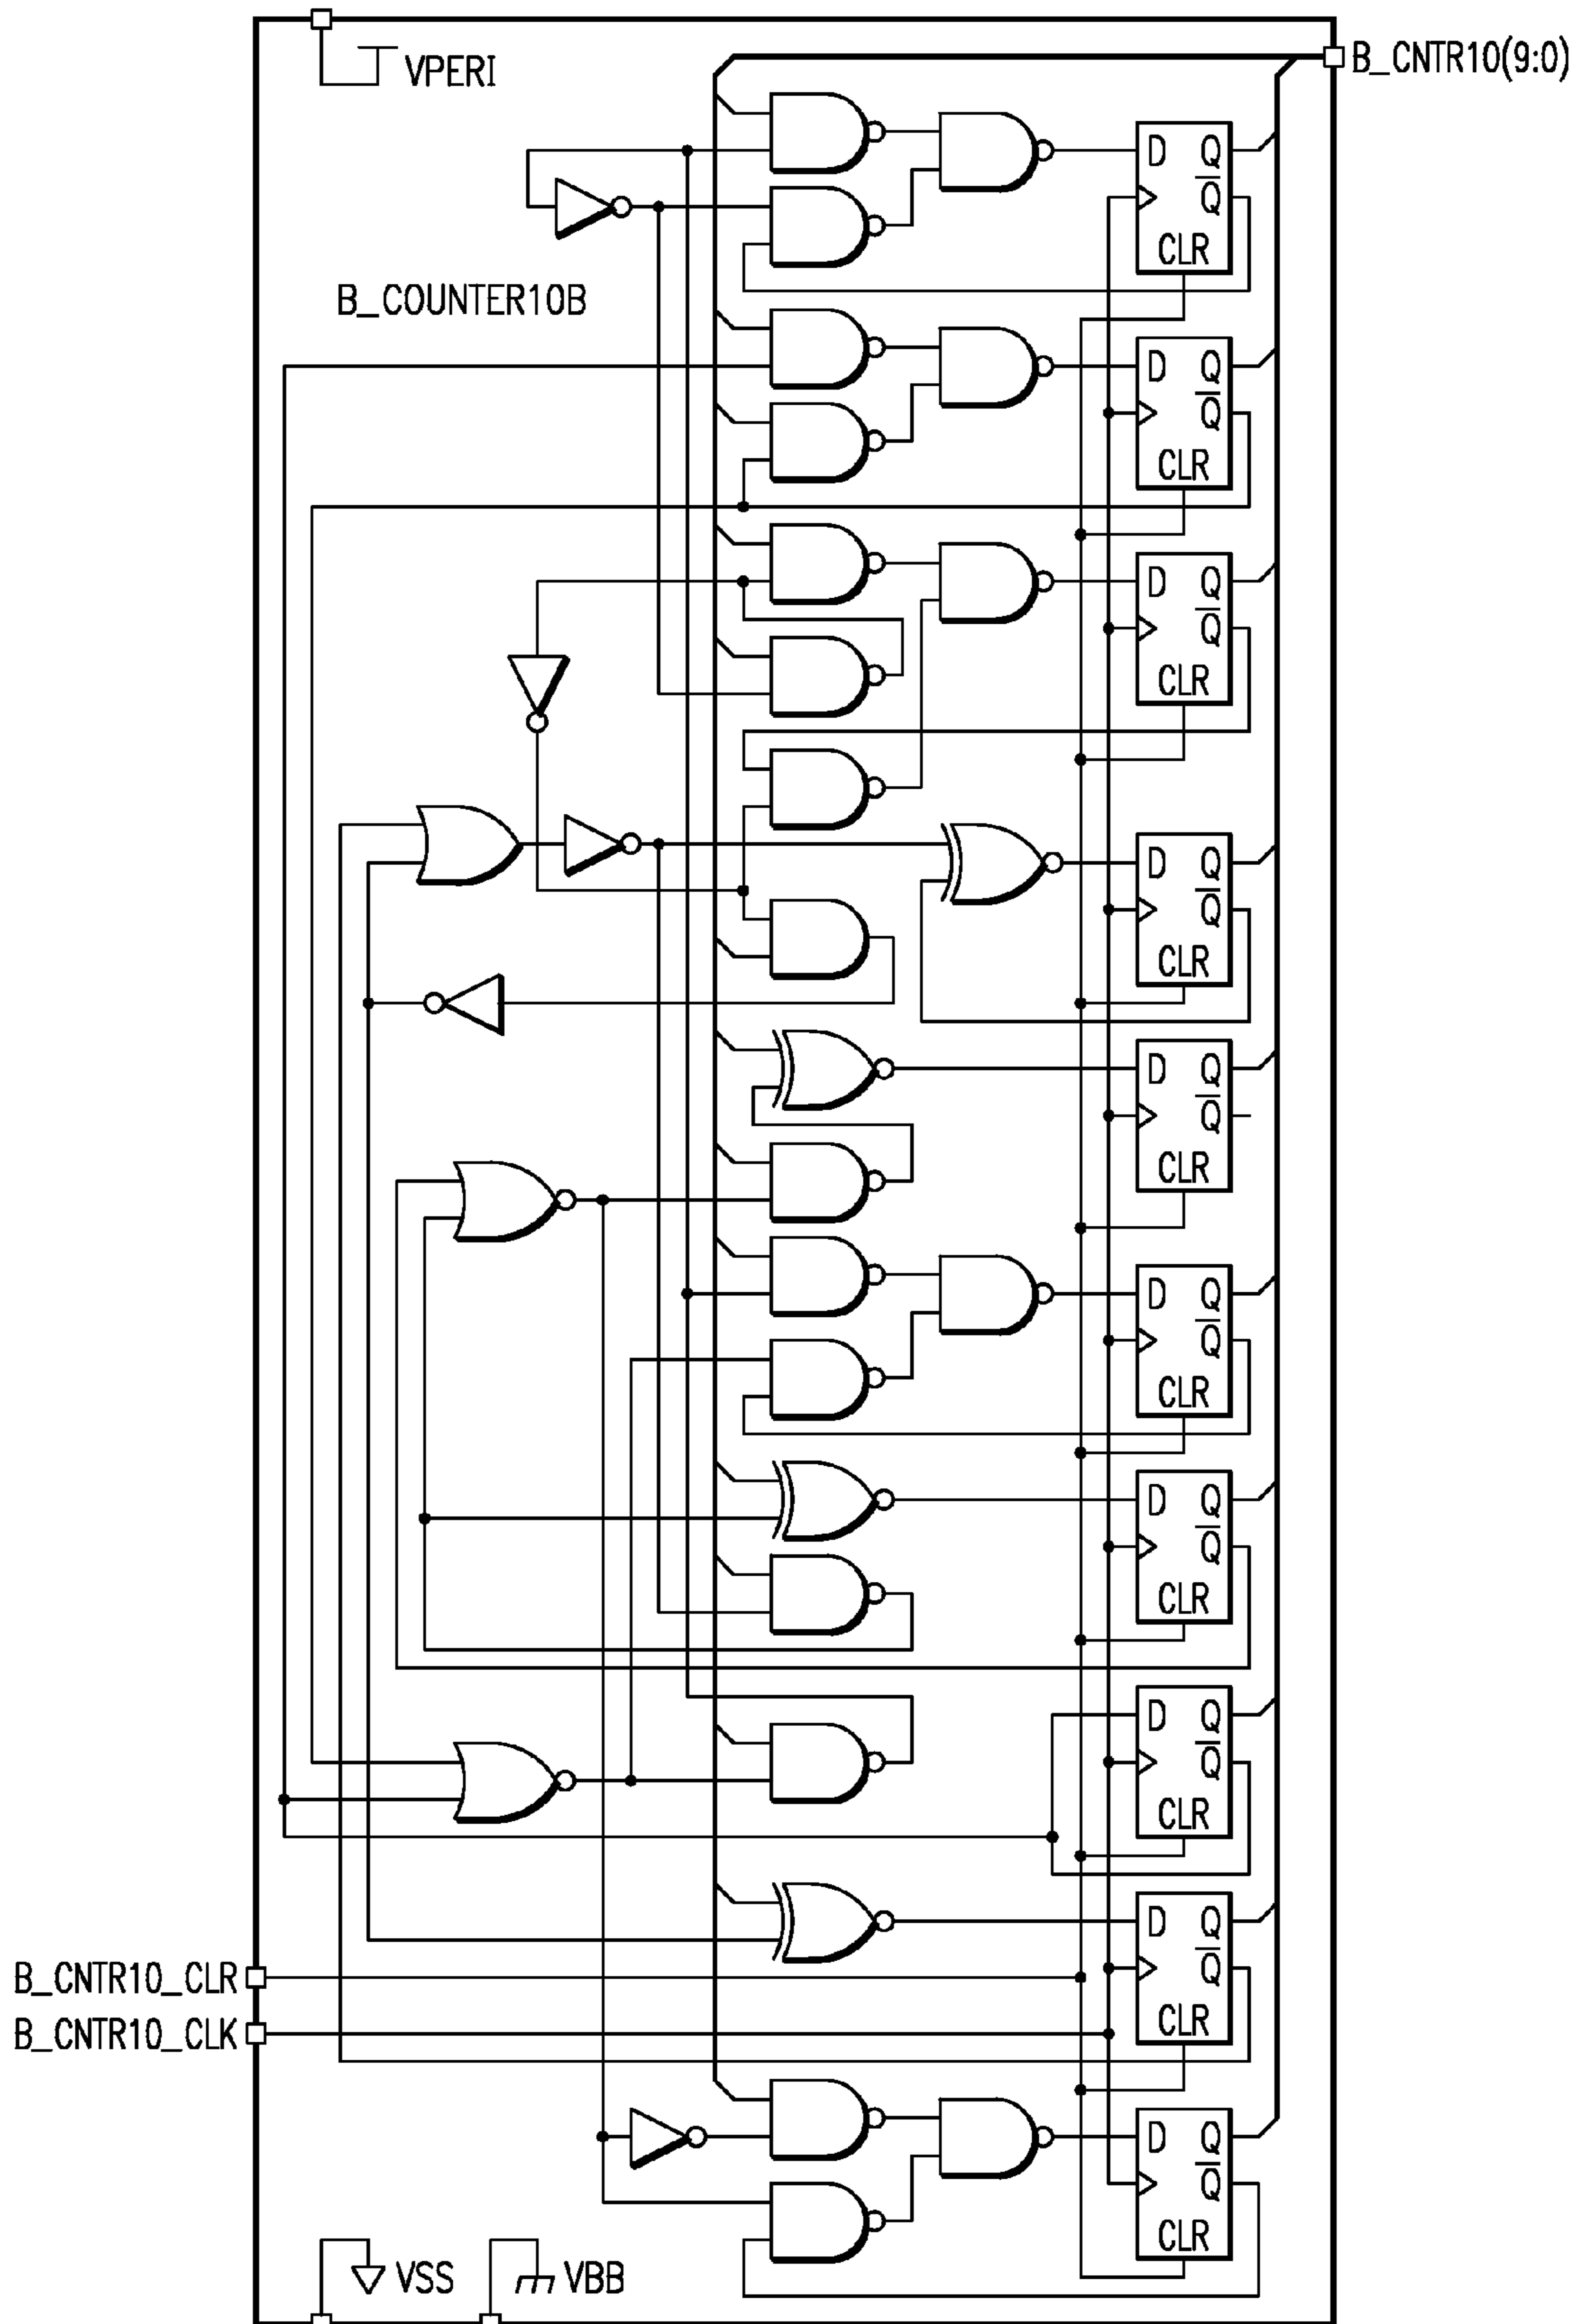 VPERI
B_CNTR10(9:0)
B_COUNTER10B
D Q
Q
CLR
D Q
Q
CLR
D Q
Q
CLR
D Q
Q
CLR
D Q
Q
CLR
D Q
Q
CLR
D Q
Q
CLR
D Q
Q
CLR
D Q
Q
CLR
B_CNTR10_CLR
B_CNTR10_CLK
D Q
Q
CLR
VSS
VBB